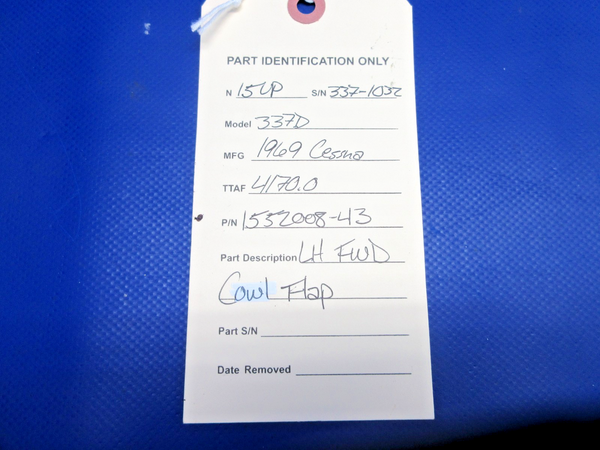 PART IDENTIFICATION ONLY
N 15UP S/N 337-1032
Model 337D
MFG 1969 Cessna
TTAF 4170.0
P/N 1552008-43
Part Description LH FWD
Cowl Flap
Part S/N
Date Removed